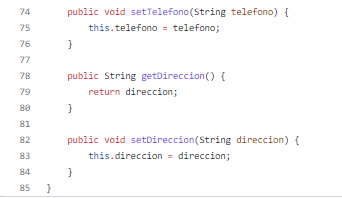 74 public void setTelefono(String telefono) {
75 this.telefono = telefono;
76 }
77
78 public String getDireccion() {
79 return direccion;
80 }
81
82 public void setDireccion(String direccion) {
83 this.direccion = direccion;
84 }
85 }